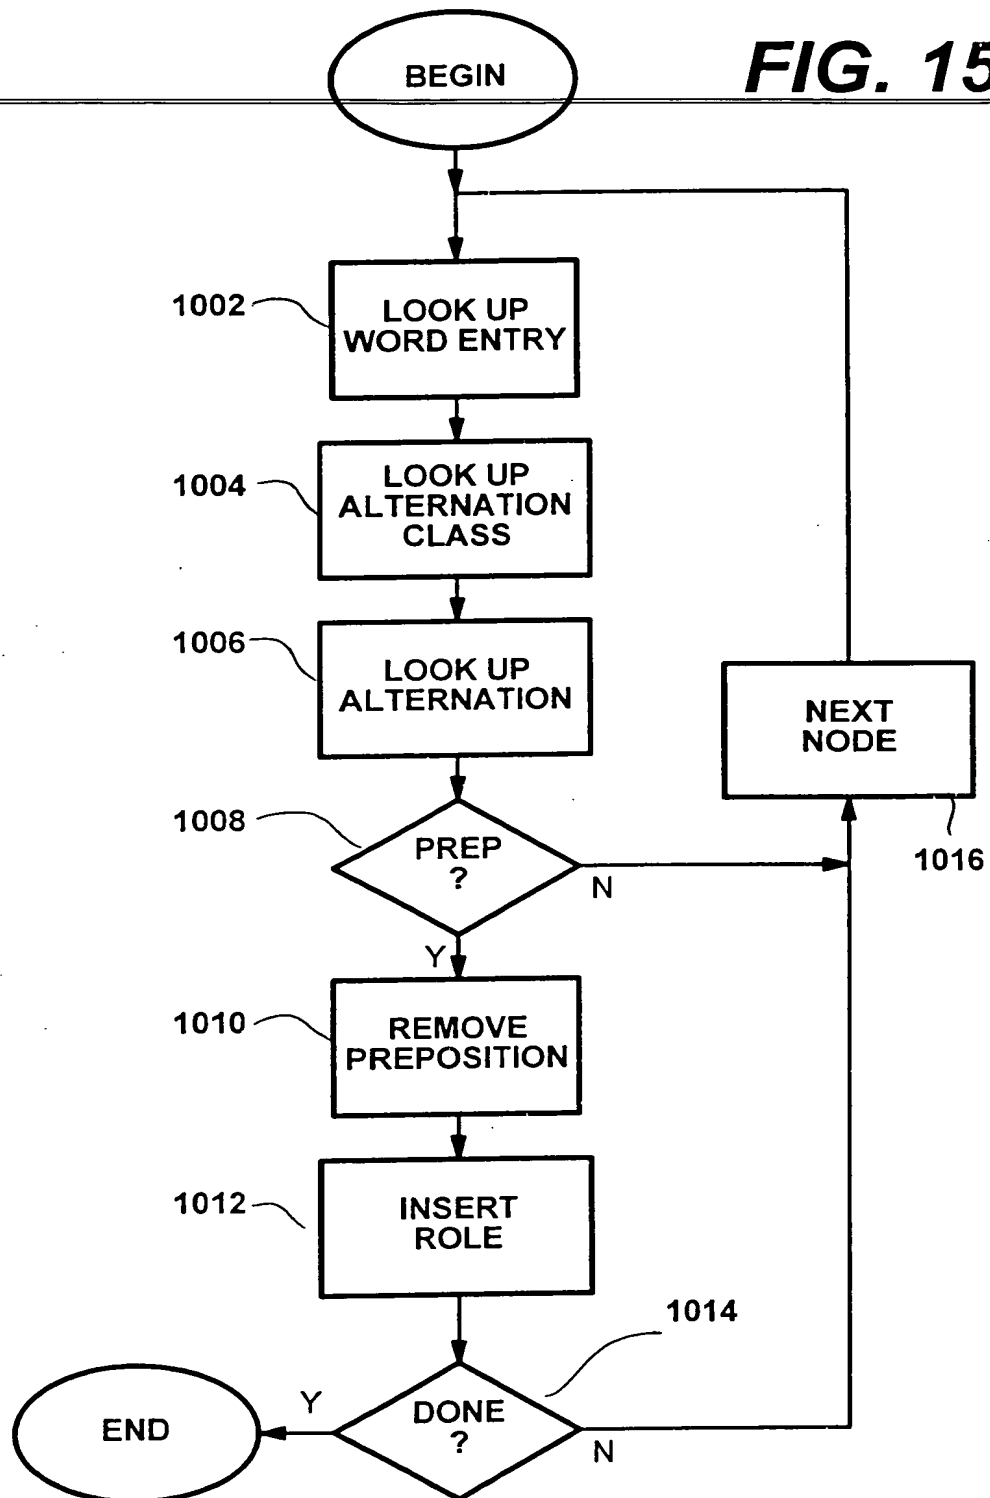 BEGIN
FIG. 15
1002
LOOK UP
WORD ENTRY
1004
LOOK UP
ALTERNATION
CLASS
1006
LOOK UP
ALTERNATION
NEXT
NODE
1016
1008
PREP
?
N
Y
1010
REMOVE
PREPOSITION
1012
INSERT
ROLE
1014
DONE
?
Y
N
END